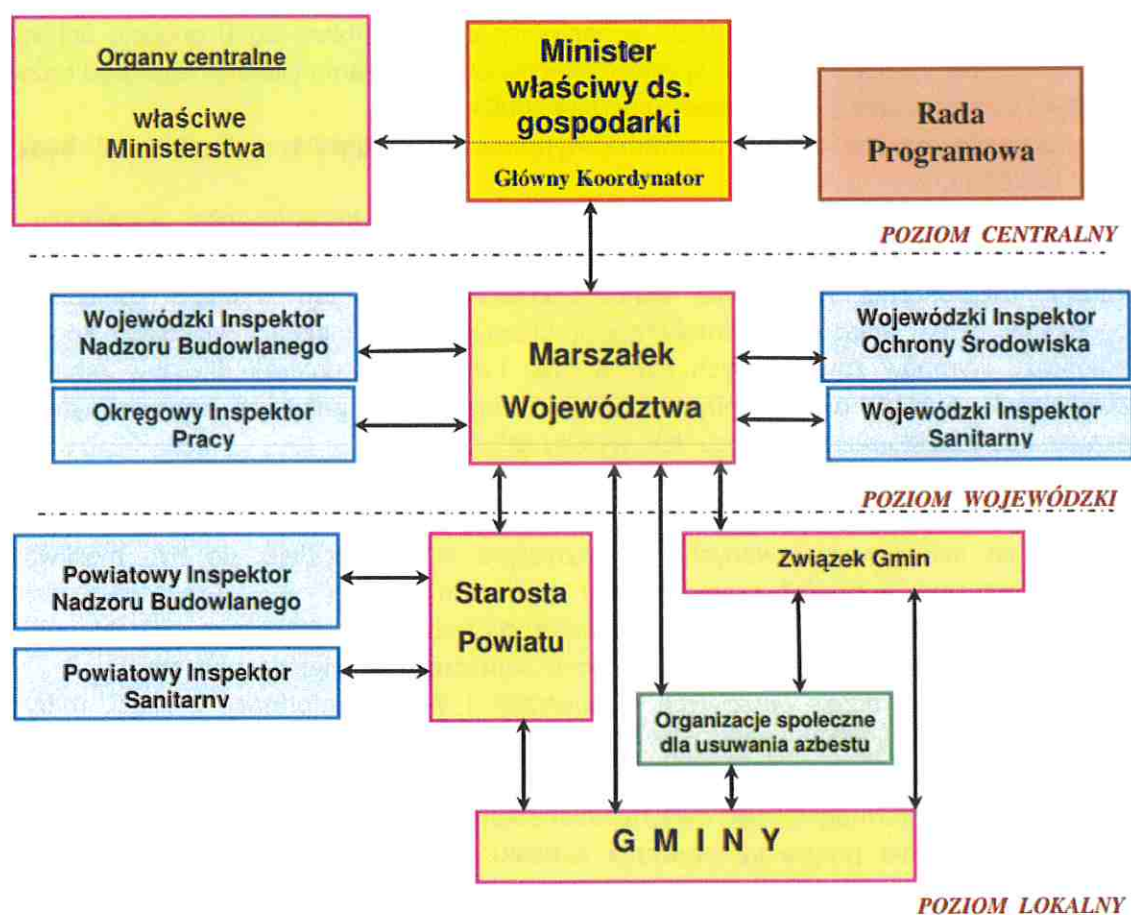 Organy centralne
właściwe
Ministerstwa
Minister
właściwy ds.
gospodarki
Główny Koordynator
Rada
Programowa
POZIOM CENTRALNY
Wojewódzki Inspektor
Nadzoru Budowlanego
Okręgowy Inspektor
Pracy
Marszałek
Województwa
Wojewódzki Inspektor
Ochrony Środowiska
Wojewódzki Inspektor
Sanitarny
POZIOM WOJEWÓDZKI
Powiatowy Inspektor
Nadzoru Budowlanego
Powiatowy Inspektor
Sanitarny
Starosta
Powiatu
Związek Gmin
Organizacje społeczne
dla usuwania azbestu
G M I N Y
POZIOM LOKALNY